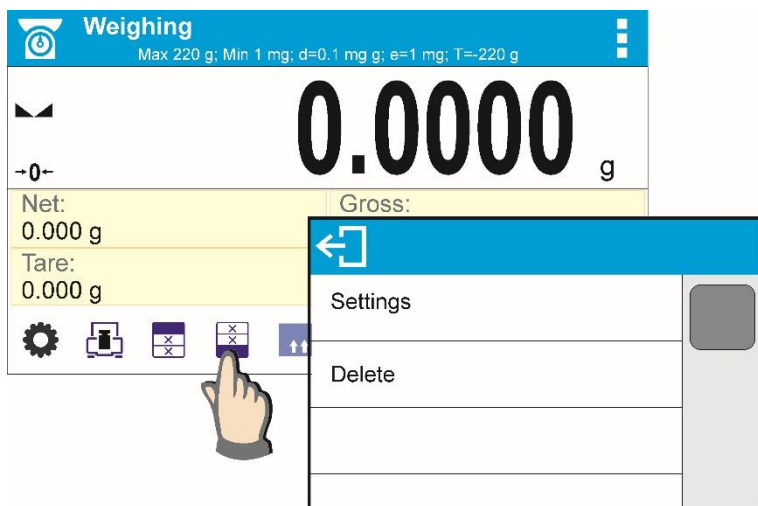 Weighing
Max 220 g; Min 1 mg; d=0.1 mg g; e=1 mg; T=-220 g
0.0000 g
→0←
Net:
0.000 g
Gross:
Tare:
0.000 g
Settings
Delete